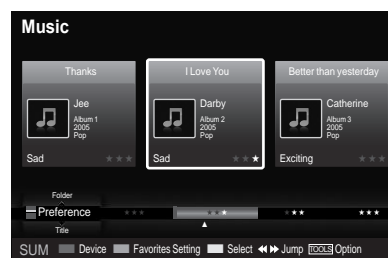 Music
Thanks
Jee
Album 1
2005
Pop
Sad
I Love You
Darby
Album 2
2005
Pop
Sad
Better than yesterday
Catherine
Album 3
2005
Pop
Exciting
Folder
Preference
Title
SUM Device Favorites Setting Select Jump TOOLS Option